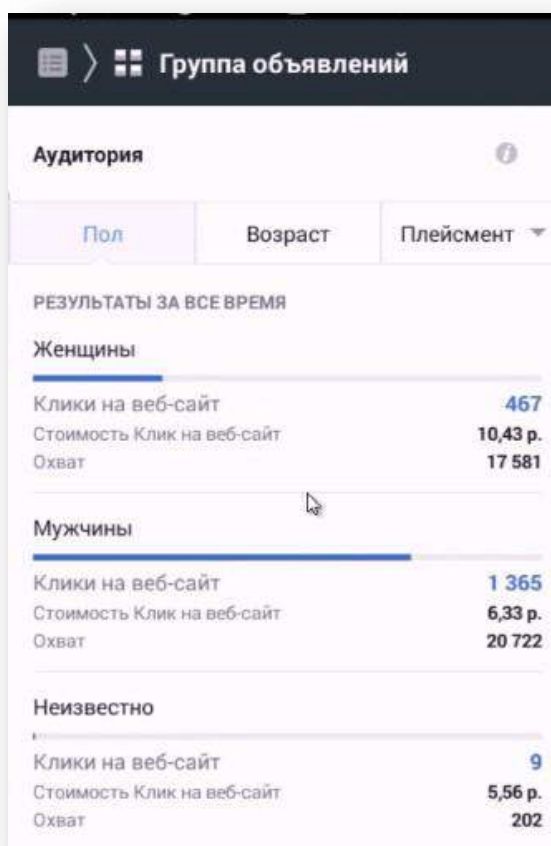 Группа объявлений
Аудитория
Пол Возраст Плейсмент
РЕЗУЛЬТАТЫ ЗА ВСЕ ВРЕМЯ
Женщины
Клики на веб-сайт 467
Стоимость Клик на веб-сайт 10,43 р.
Охват 17 581
Мужчины
Клики на веб-сайт 1 365
Стоимость Клик на веб-сайт 6,33 р.
Охват 20 722
Неизвестно
Клики на веб-сайт 9
Стоимость Клик на веб-сайт 5,56 р.
Охват 202